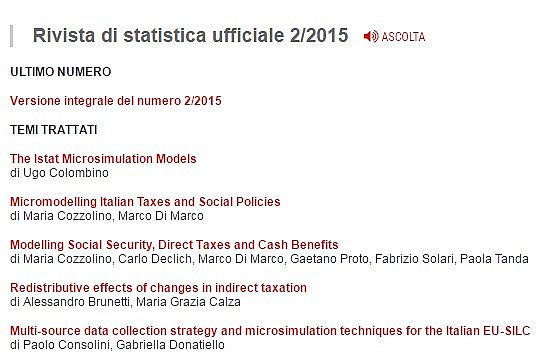 Rivista di statistica ufficiale 2/2015 ASCOLTA
ULTIMO NUMERO
Versione integrale del numero 2/2015
TEMI TRATTATI
The Istat Microsimulation Models
di Ugo Colombino
Micromodelling Italian Taxes and Social Policies
di Maria Cozzolino, Marco Di Marco
Modelling Social Security, Direct Taxes and Cash Benefits
di Maria Cozzolino, Carlo Declich, Marco Di Marco, Gaetano Proto, Fabrizio Solari, Paola Tanda
Redistributive effects of changes in indirect taxation
di Alessandro Brunetti, Maria Grazia Calza
Multi-source data collection strategy and microsimulation techniques for the Italian EU-SILC
di Paolo Consolini, Gabriella Donatiello